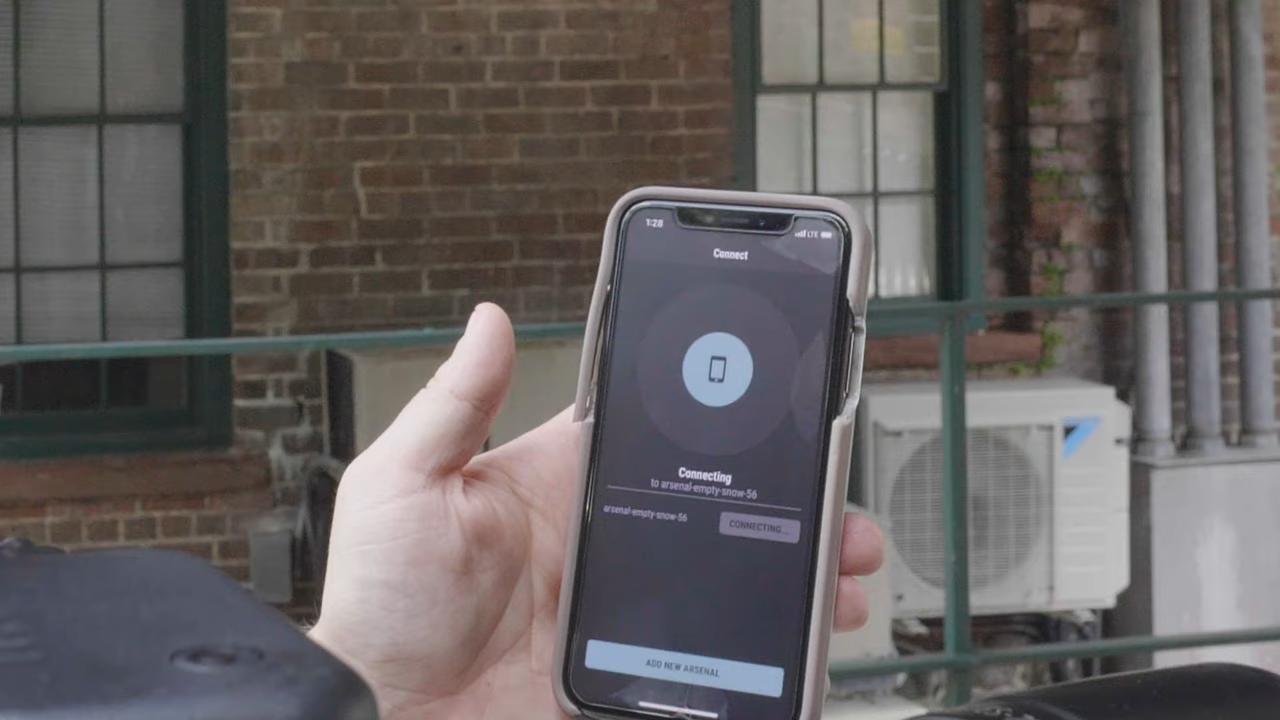 1:28
LTE
Connect
Connecting
to arsenal-empty-snow-56
arsenal-empty-snow-56
CONNECTING...
ADD NEW ARSENAL